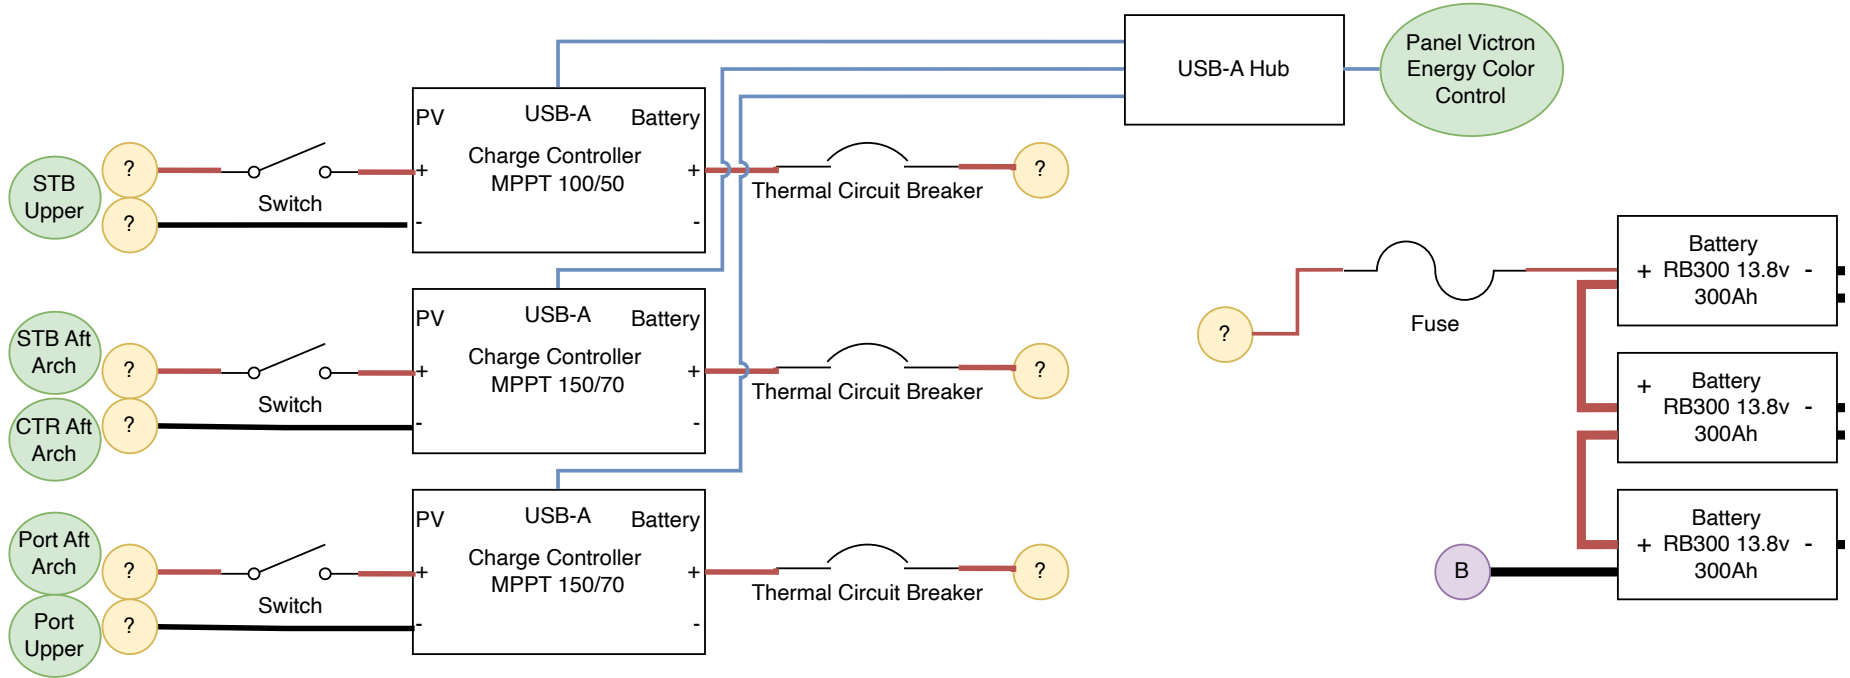 Panel Victron
Energy Color
Control
USB-A Hub
PV
USB-A
Battery
Charge Controller
MPPT 100/50
+
+
-
-
STB
Upper
?
?
Switch
Thermal Circuit Breaker
?
PV
USB-A
Battery
Charge Controller
MPPT 150/70
+
+
-
-
STB Aft
Arch
CTR Aft
Arch
?
?
Switch
Thermal Circuit Breaker
?
PV
USB-A
Battery
Charge Controller
MPPT 150/70
+
+
-
-
Port Aft
Arch
Port
Upper
?
?
Switch
Thermal Circuit Breaker
?
?
Fuse
Battery
+ RB300 13.8v -
300Ah
+ Battery
RB300 13.8v -
300Ah
Battery
+ RB300 13.8v -
300Ah
B